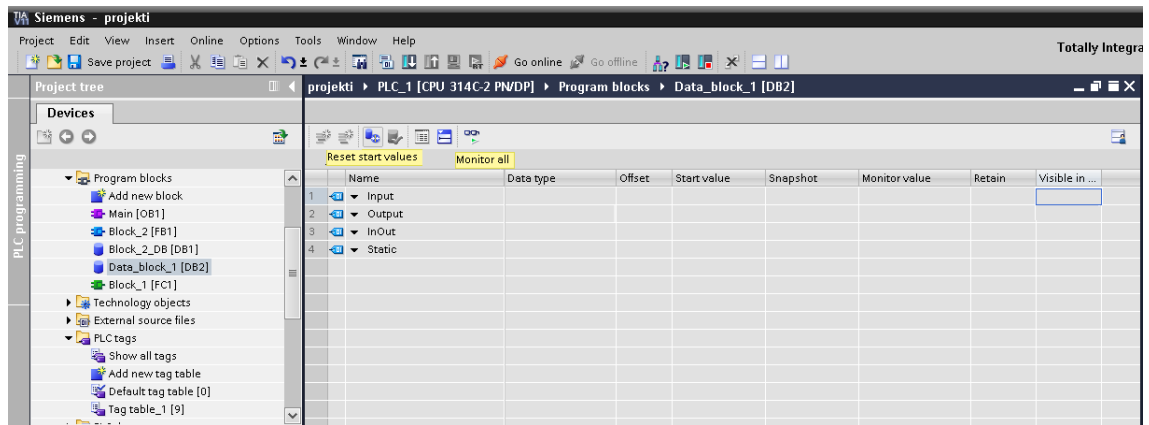 Siemens - projekti
Project Edit View Insert Online Options Tools Window Help
Totally Integra
Save project Go online Go offline
Project tree
projekti ▸ PLC_1 [CPU 314C-2 PN/DP] ▸ Program blocks ▸ Data_block_1 [DB2]
Devices
Reset start values Monitor all
Name Data type Offset Start value Snapshot Monitor value Retain Visible in ...
PLC programming
Program blocks
Add new block
Main [OB1]
Block_2 [FB1]
Block_2_DB [DB1]
Data_block_1 [DB2]
Block_1 [FC1]
Technology objects
External source files
PLC tags
Show all tags
Add new tag table
Default tag table [0]
Tag table_1 [9]
1 Input
2 Output
3 InOut
4 Static